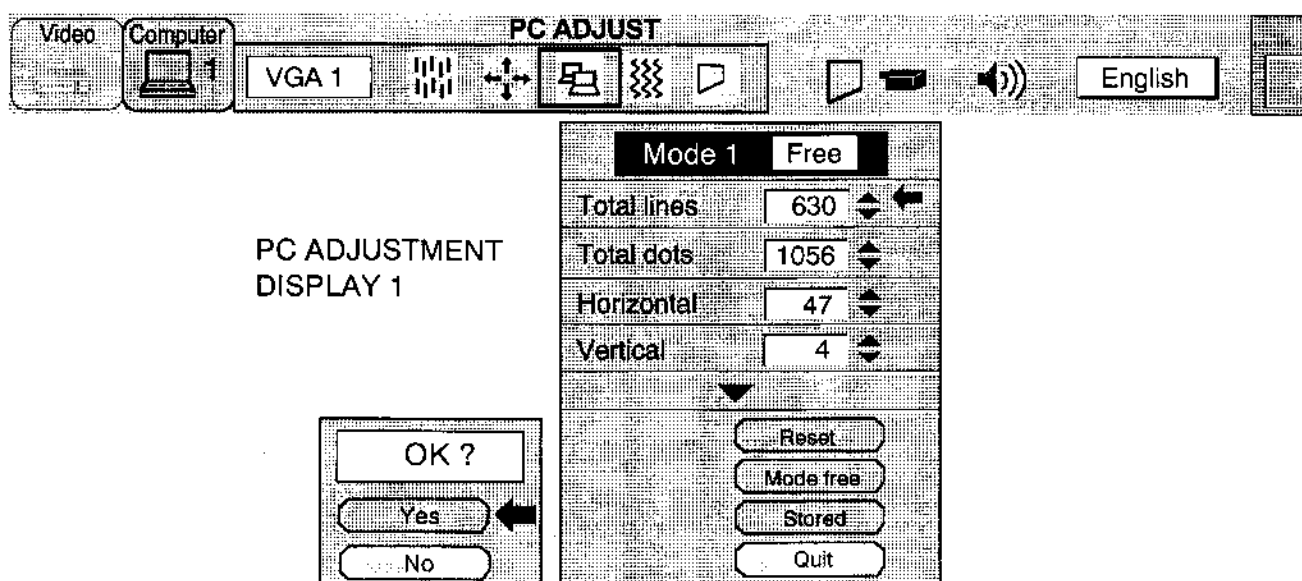 Video
Computer
1
PC ADJUST
VGA 1
English
Mode 1 Free
Total lines 630
Total dots 1056
Horizontal 47
Vertical 4
PC ADJUSTMENT
DISPLAY 1
Reset
Mode free
Stored
Quit
OK ?
Yes
No